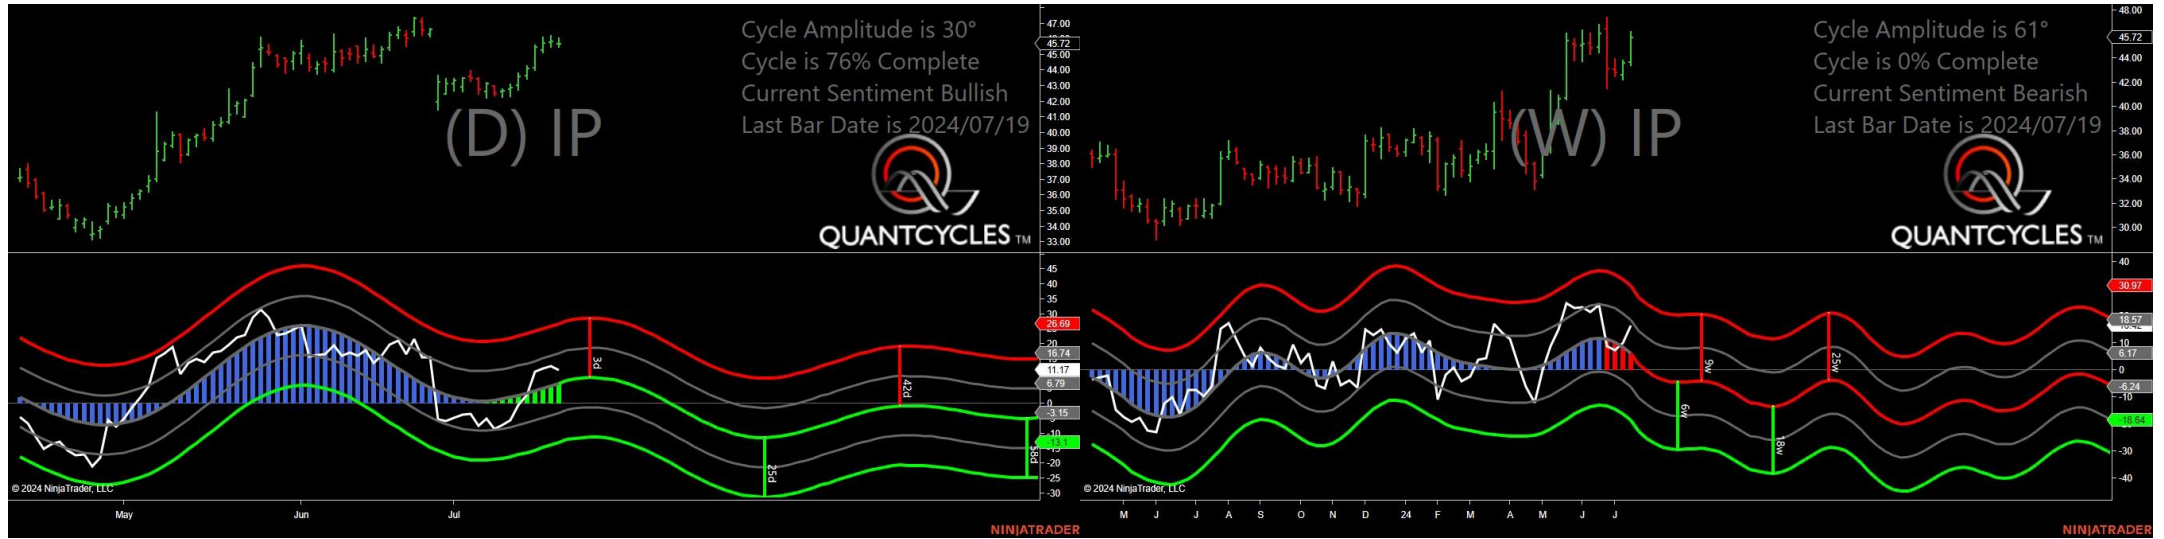 Cycle Amplitude is 30°
Cycle is 76% Complete
Current Sentiment Bullish
Last Bar Date is 2024/07/19
(D) IP
QUANTCYCLES TM
47.00
45.72
45.00
44.00
43.00
42.00
41.00
40.00
39.00
38.00
37.00
36.00
35.00
34.00
33.00
45
40
35
30
26.69
20
16.74
11.17
6.79
0
-3.15
-10
-13.1
-20
-25
-30
3d
25d
42d
58d
© 2024 NinjaTrader, LLC
May
Jun
Jul
NINJATRADER
Cycle Amplitude is 61°
Cycle is 0% Complete
Current Sentiment Bearish
Last Bar Date is 2024/07/19
(W) IP
QUANTCYCLES TM
48.00
45.72
44.00
42.00
40.00
38.00
36.00
34.00
32.00
30.00
40
30.97
18.57
10
6.17
0
-6.24
-10
-18.64
-30
-40
9w
6w
18w
25w
© 2024 NinjaTrader, LLC
M J J A S O N D 24 F M A M J J
NINJATRADER